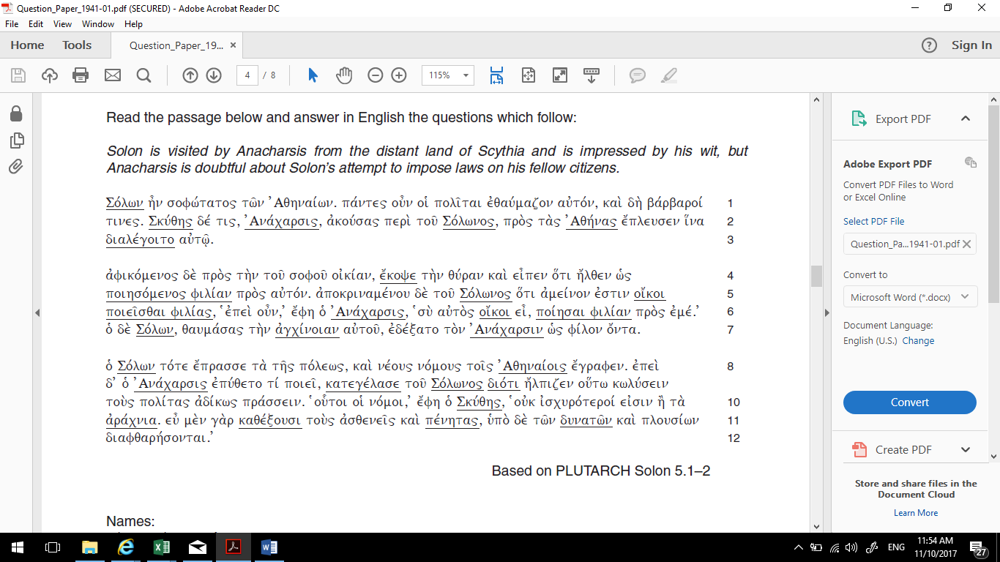 Question_Paper_1941-01.pdf (SECURED) - Adobe Acrobat Reader DC
File Edit View Window Help
Home Tools Question_Paper_19... × Sign In
4 / 8 115%
Read the passage below and answer in English the questions which follow:
Solon is visited by Anacharsis from the distant land of Scythia and is impressed by his wit, but
Anacharsis is doubtful about Solon's attempt to impose laws on his fellow citizens.
Σόλων ἦν σοφώτατος τῶν Ἀθηναίων. πάντες οὖν οἱ πολῖται ἐθαύμαζον αὐτόν, καὶ δὴ βάρβαροί 1
τινες. Σκύθης δέ τις, Ἀνάχαρσις, ἀκούσας περὶ τοῦ Σόλωνος, πρὸς τὰς Ἀθήνας ἔπλευσεν ἵνα 2
διαλέγοιτο αὐτῷ. 3
ἀφικόμενος δὲ πρὸς τὴν τοῦ σοφοῦ οἰκίαν, ἔκοψε τὴν θύραν καὶ εἶπεν ὅτι ἦλθεν ὡς 4
ποιησόμενος φιλίαν πρὸς αὐτόν. ἀποκριναμένου δὲ τοῦ Σόλωνος ὅτι ἀμείνον ἐστιν οἴκοι 5
ποιεῖσθαι φιλίας, ‘ἐπεὶ οὖν,’ ἔφη ὁ Ἀνάχαρσις, ‘σὺ αὐτὸς οἴκοι εἶ, ποίησαι φιλίαν πρὸς ἐμέ.’ 6
ὁ δὲ Σόλων, θαυμάσας τὴν ἀγχίνοιαν αὐτοῦ, ἐδέξατο τὸν Ἀνάχαρσιν ὡς φίλον ὄντα. 7
ὁ Σόλων τότε ἔπρασσε τὰ τῆς πόλεως, καὶ νέους νόμους τοῖς Ἀθηναίοις ἔγραφεν. ἐπεὶ 8
δ’ ὁ Ἀνάχαρσις ἐπύθετο τί ποιεῖ, κατεγέλασε τοῦ Σόλωνος διότι ἤλπιζεν οὕτω κωλύσειν 9
τοὺς πολίτας ἀδίκως πράσσειν. ‘οὗτοι οἱ νόμοι,’ ἔφη ὁ Σκύθης, ‘οὐκ ἰσχυρότεροί εἰσιν ἢ τὰ 10
ἀράχνια. εὖ μὲν γὰρ καθέξουσι τοὺς ἀσθενεῖς καὶ πένητας, ὑπὸ δὲ τῶν δυνατῶν καὶ πλουσίων 11
διαφθαρήσονται.’ 12
Based on PLUTARCH Solon 5.1–2
Names:
Export PDF
Adobe Export PDF
Convert PDF Files to Word
or Excel Online
Select PDF File
Question_Pa...1941-01.pdf ×
Convert to
Microsoft Word (*.docx)
Document Language:
English (U.S.) Change
Convert
Create PDF
Store and share files in the
Document Cloud
Learn More
ENG
11:54 AM
11/10/2017
27